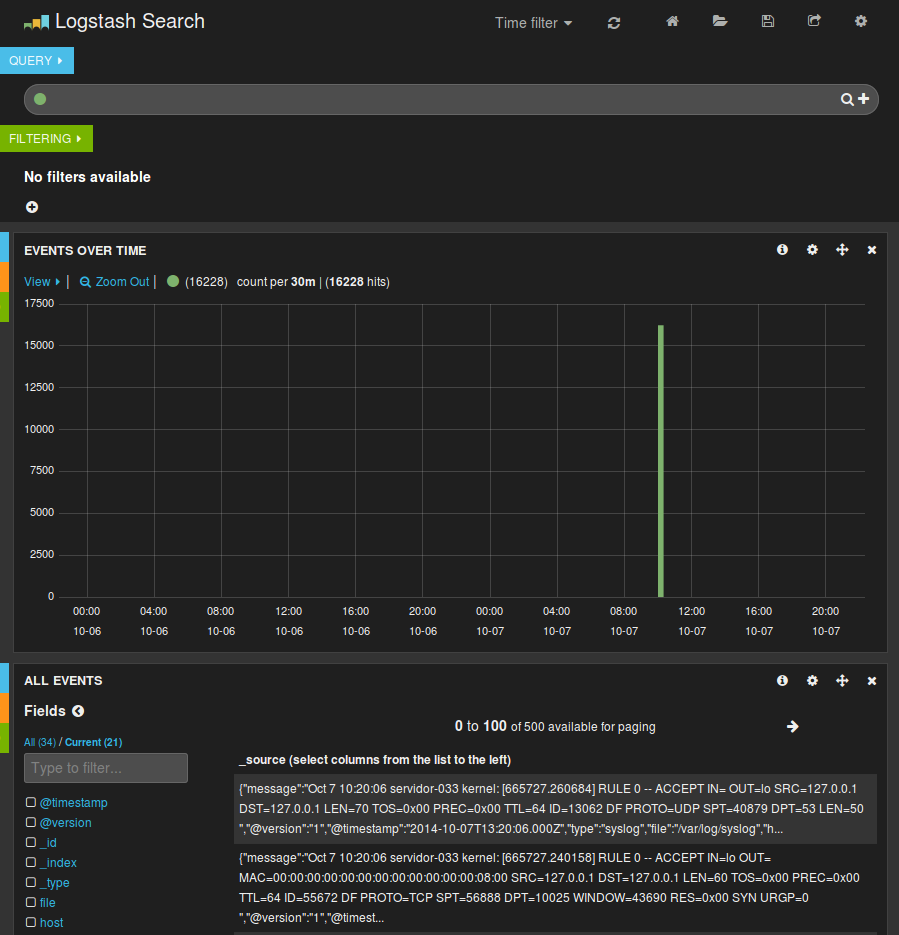 Logstash Search
Time filter
QUERY
FILTERING
No filters available
EVENTS OVER TIME
View | Zoom Out | (16228) count per 30m | (16228 hits)
17500
15000
12500
10000
7500
5000
2500
0
00:00 04:00 08:00 12:00 16:00 20:00 00:00 04:00 08:00 12:00 16:00 20:00
10-06 10-06 10-06 10-06 10-06 10-06 10-07 10-07 10-07 10-07 10-07 10-07
ALL EVENTS
Fields
0 to 100 of 500 available for paging
All (34) / Current (21)
Type to filter...
@timestamp
@version
_id
_index
_type
file
host
_source (select columns from the list to the left)
{"message":"Oct 7 10:20:06 servidor-033 kernel: [665727.260684] RULE 0 -- ACCEPT IN= OUT=lo SRC=127.0.0.1
DST=127.0.0.1 LEN=70 TOS=0x00 PREC=0x00 TTL=64 ID=13062 DF PROTO=UDP SPT=40879 DPT=53 LEN=50
","@version":"1","@timestamp":"2014-10-07T13:20:06.000Z","type":"syslog","file":"/var/log/syslog","h...
{"message":"Oct 7 10:20:06 servidor-033 kernel: [665727.240158] RULE 0 -- ACCEPT IN=lo OUT=
MAC=00:00:00:00:00:00:00:00:00:00:00:00:08:00 SRC=127.0.0.1 DST=127.0.0.1 LEN=60 TOS=0x00 PREC=0x00
TTL=64 ID=55672 DF PROTO=TCP SPT=56888 DPT=10025 WINDOW=43690 RES=0x00 SYN URGP=0
","@version":"1","@timest...